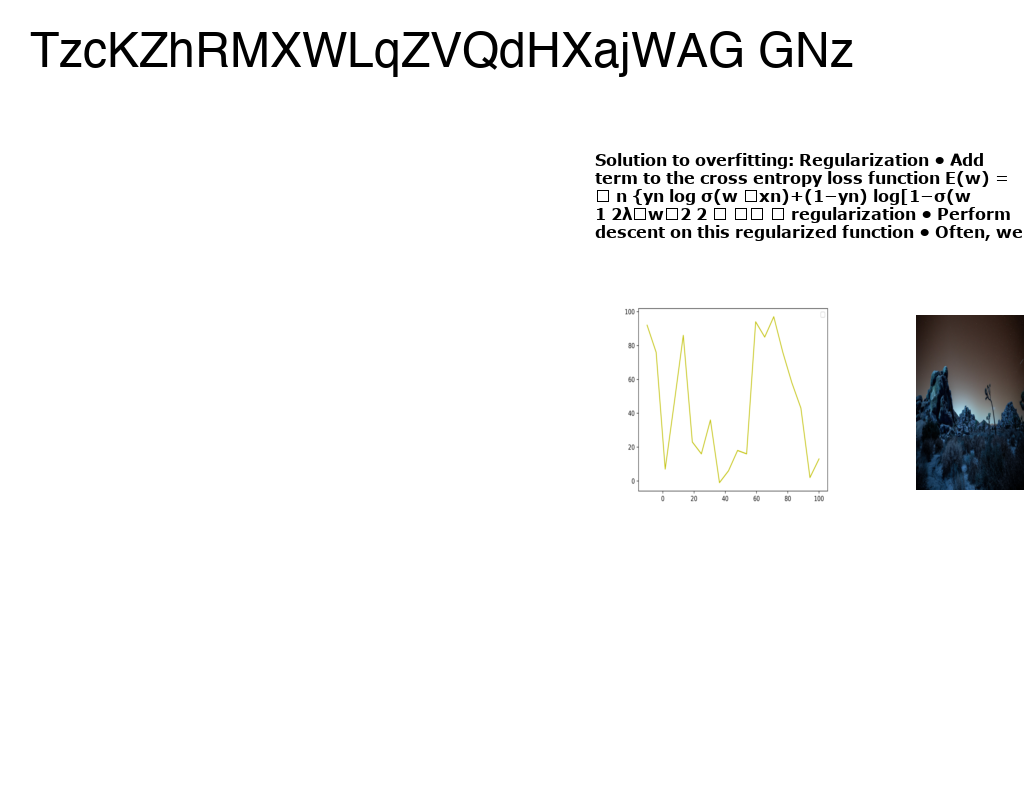 TzcKZhRMXWLqZVQdHXajWAG GNz
Solution to overfitting: Regularization ● Add
term to the cross entropy loss function E(w) =
□ n {yn log σ(w □xn)+(1−yn) log[1−σ(w
1 2λ□w□2 2 □ □□ □ regularization ● Perform
descent on this regularized function ● Often, we
100
80
60
40
20
0
0 20 40 60 80 100